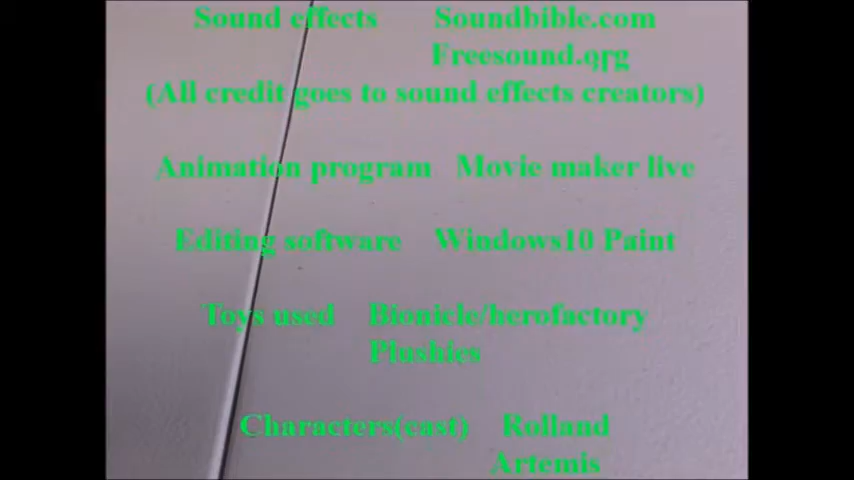 Sound effects Soundbible.com
Freesound.org
(All credit goes to sound effects creators)
Animation program Movie maker live
Editing software Windows10 Paint
Toys used Bionicle/herofactory
Plushies
Characters(cast) Rolland
Artemis